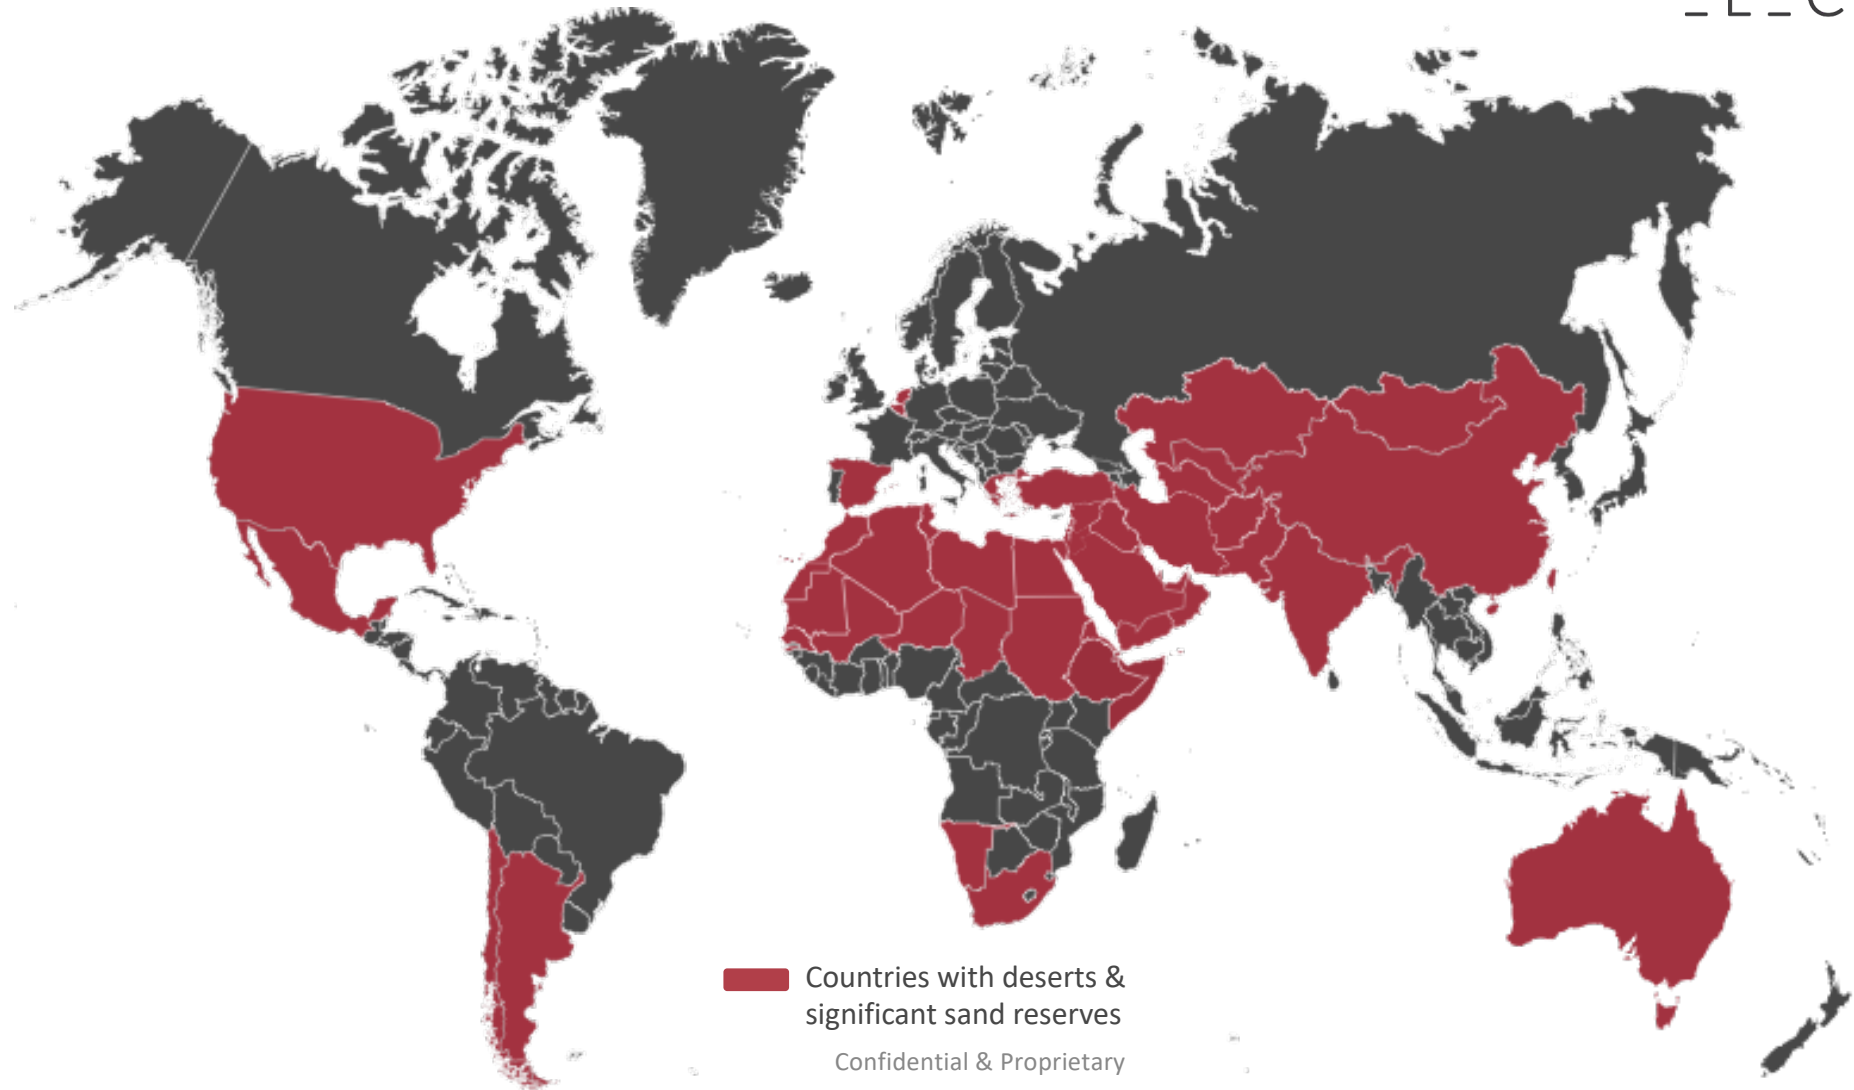 Countries with deserts &
significant sand reserves
Confidential & Proprietary